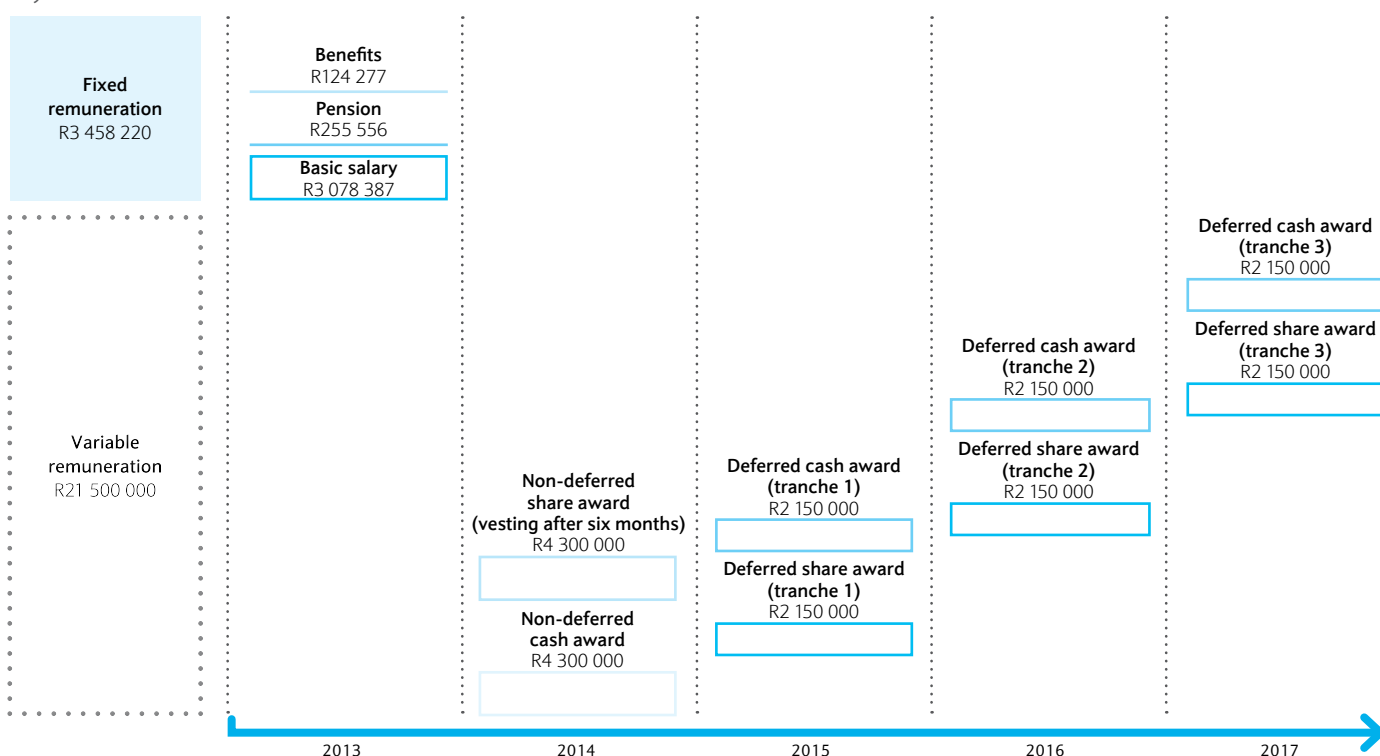 Fixed
remuneration
R3 458 220
Benefits
R124 277
Pension
R255 556
Basic salary
R3 078 387
Variable
remuneration
R21 500 000
Non-deferred
share award
(vesting after six months)
R4 300 000
Non-deferred
cash award
R4 300 000
Deferred cash award
(tranche 1)
R2 150 000
Deferred share award
(tranche 1)
R2 150 000
Deferred cash award
(tranche 2)
R2 150 000
Deferred share award
(tranche 2)
R2 150 000
Deferred cash award
(tranche 3)
R2 150 000
Deferred share award
(tranche 3)
R2 150 000
2013
2014
2015
2016
2017